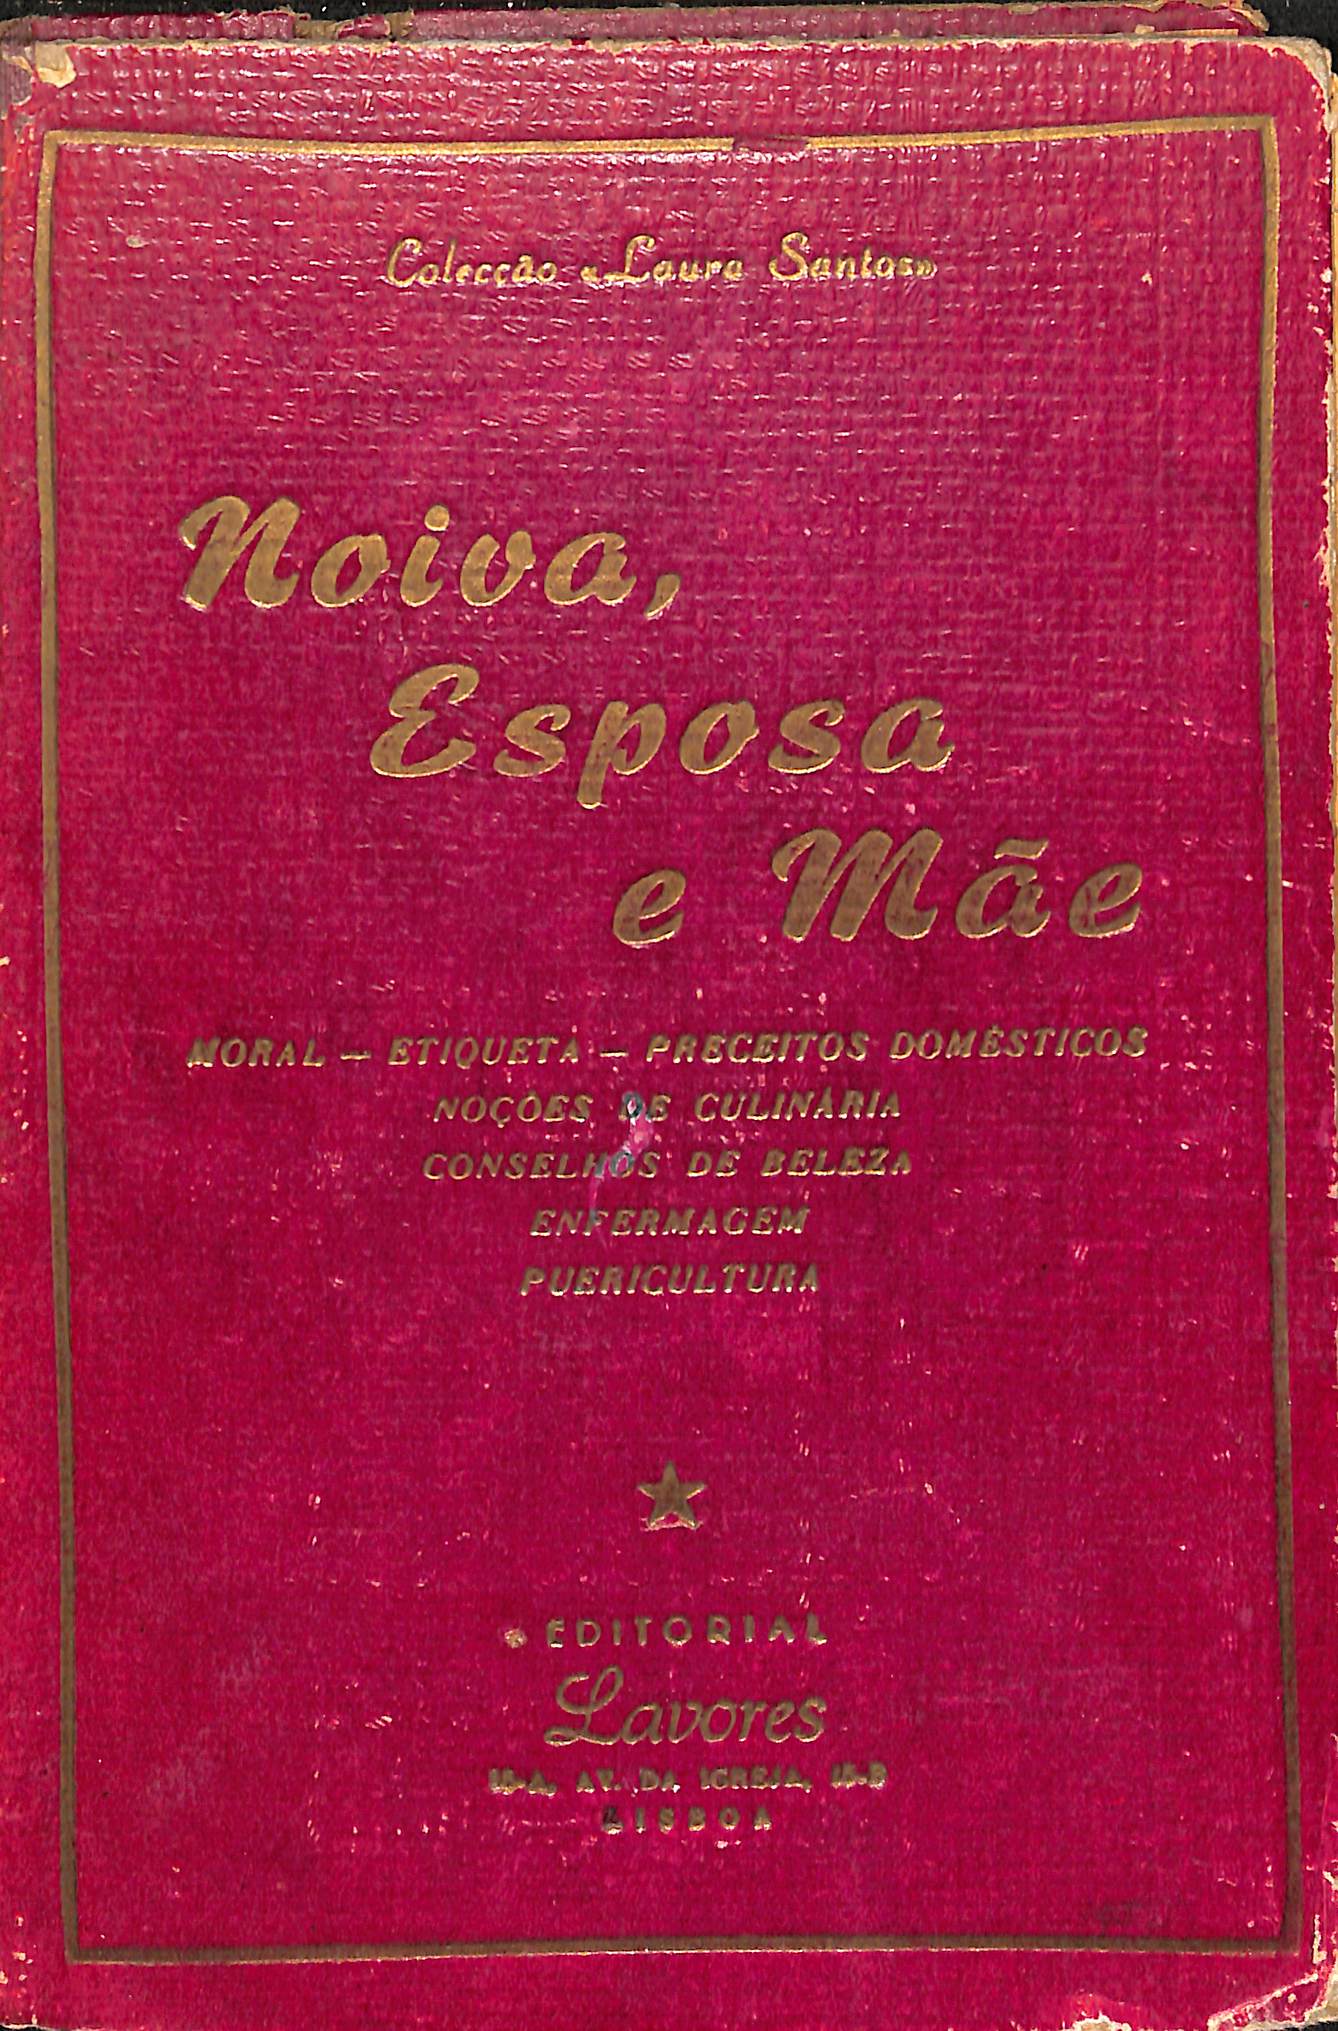 Colecção «Laura Santos»
Noiva,
Esposa
e Mãe
MORAL — ETIQUETA — PRECEITOS DOMÉSTICOS
NOÇÕES DE CULINÁRIA
CONSELHOS DE BELEZA
ENFERMAGEM
PUERICULTURA
EDITORIAL
Lavores
AV. DA IGREJA,
LISBOA